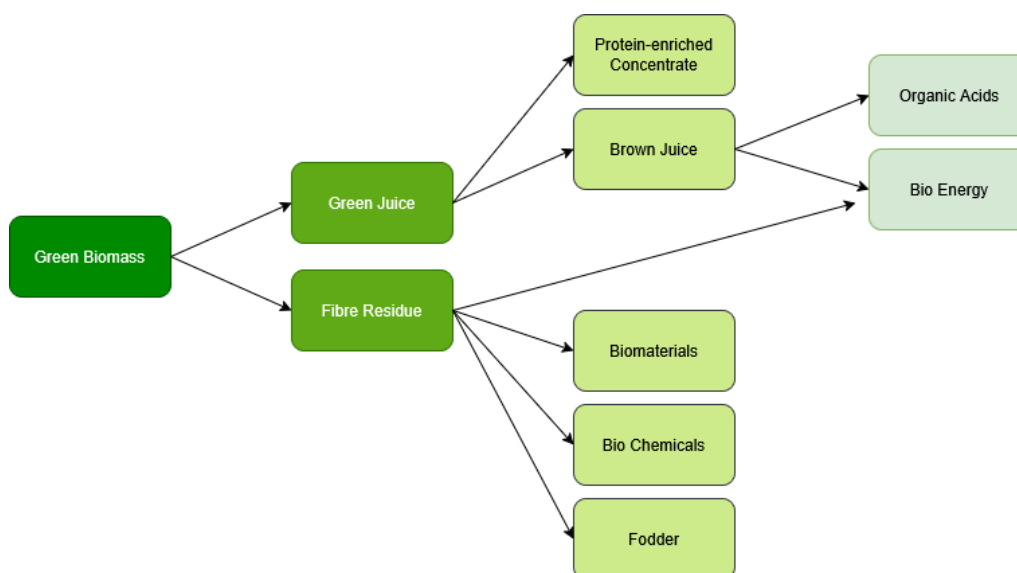 Protein-enriched
Concentrate
Organic Acids
Brown Juice
Bio Energy
Green Juice
Green Biomass
Fibre Residue
Biomaterials
Bio Chemicals
Fodder